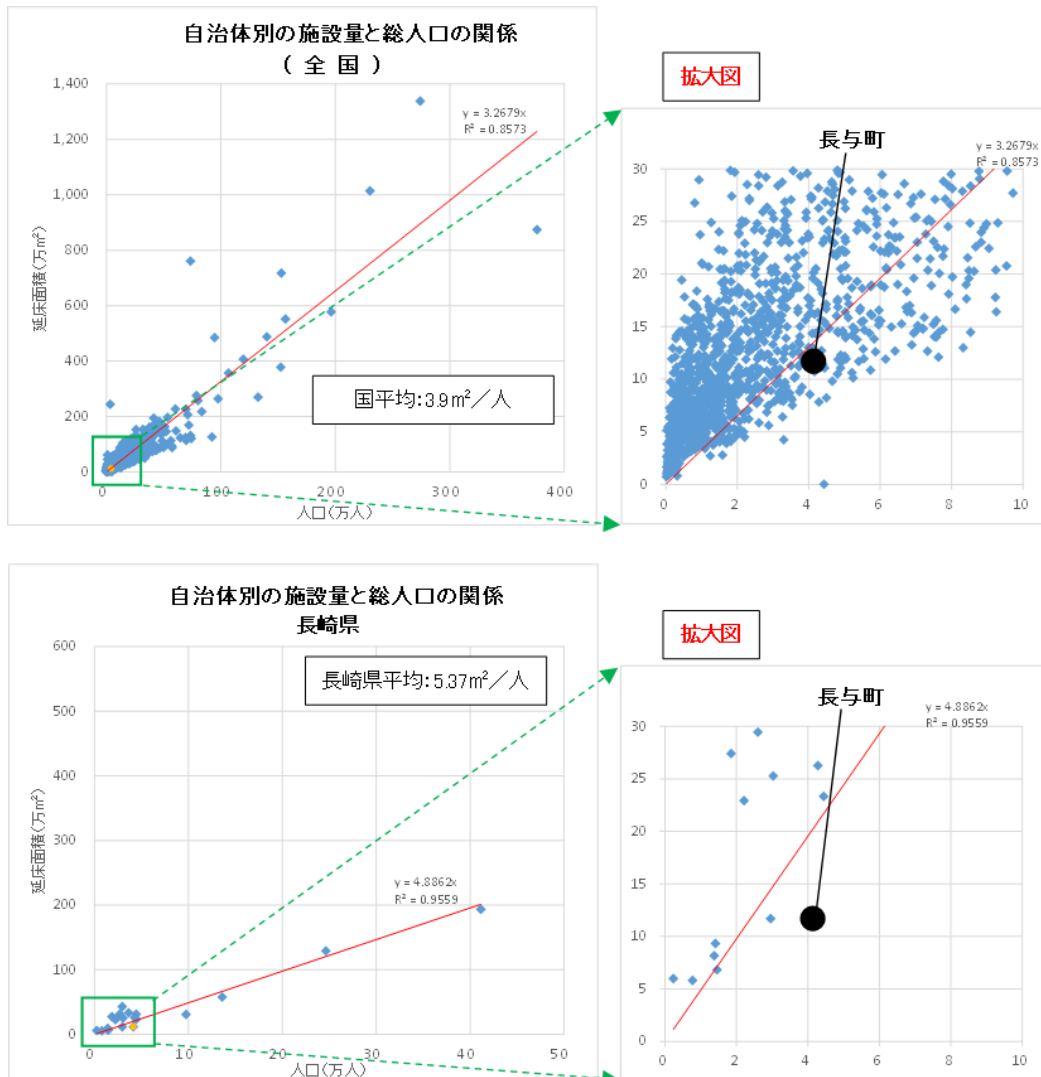 自治体別の施設量と総人口の関係
( 全 国 )
1,400
1,200
1,000
800
600
400
200
0
延床面積(万㎡)
y = 3.2679x
R² = 0.8573
国平均:3.9㎡/人
0
100
200
300
400
人口(万人)
拡大図
長与町
y = 3.2679x
R² = 0.8573
30
25
20
15
10
5
0
0
2
4
6
8
10
自治体別の施設量と総人口の関係
長崎県
600
500
400
300
200
100
0
延床面積(万㎡)
長崎県平均:5.37㎡/人
y = 4.8862x
R² = 0.9559
0
10
20
30
40
50
人口(万人)
拡大図
長与町
y = 4.8862x
R² = 0.9559
30
25
20
15
10
5
0
0
2
4
6
8
10